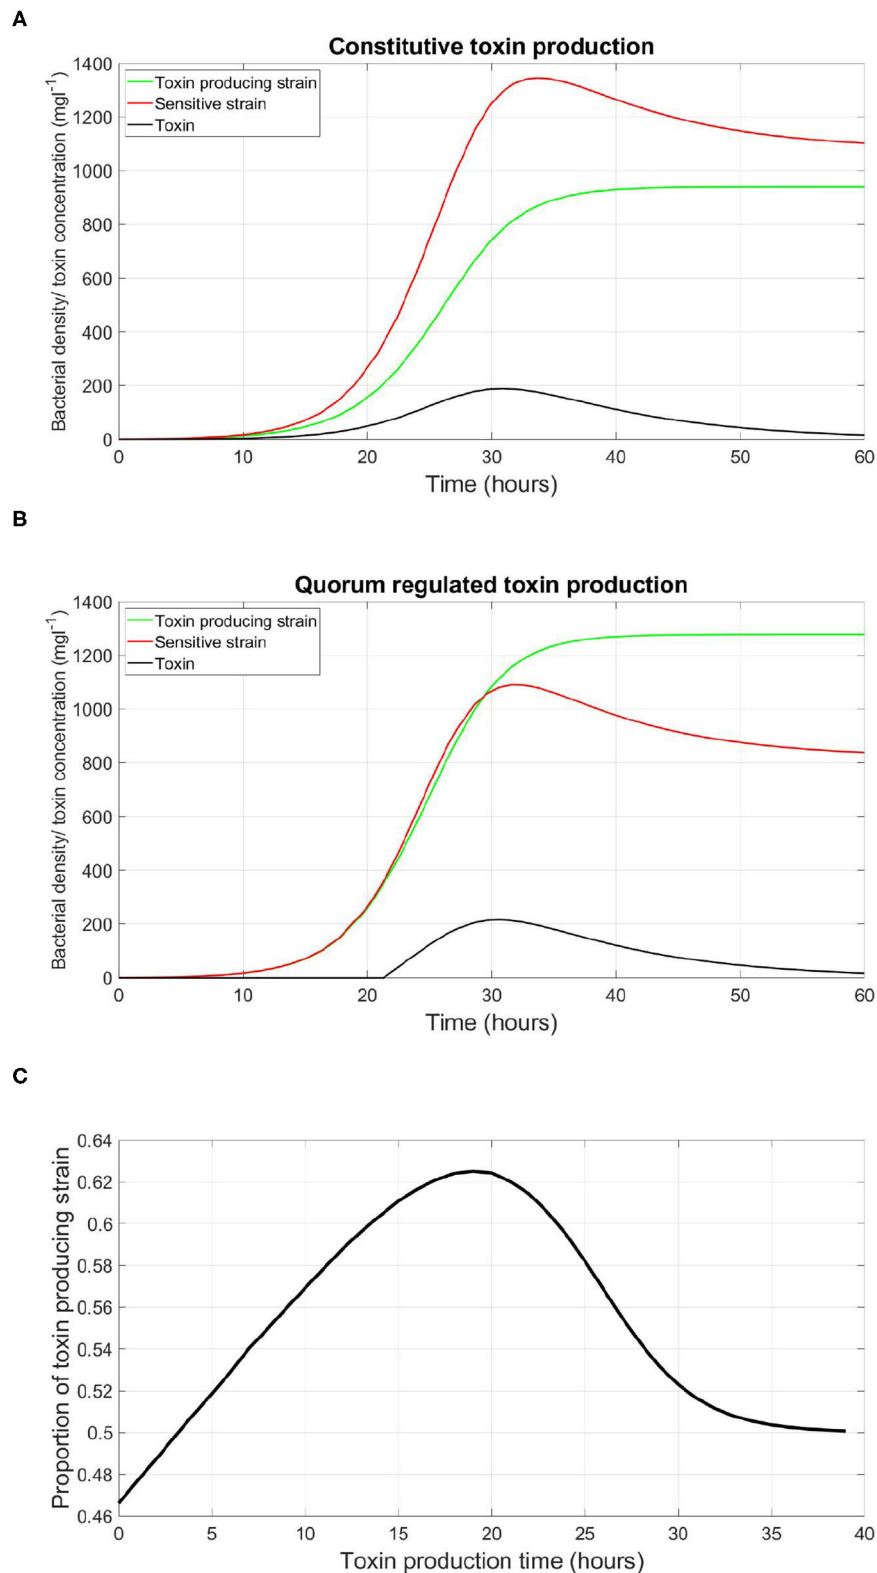 A
Constitutive toxin production
Bacterial density/ toxin concentration (mgl⁻¹)
1400
1200
1000
800
600
400
200
0
Toxin producing strain
Sensitive strain
Toxin
0 10 20 30 40 50 60
Time (hours)
B
Quorum regulated toxin production
Bacterial density/ toxin concentration (mgl⁻¹)
1400
1200
1000
800
600
400
200
0
Toxin producing strain
Sensitive strain
Toxin
0 10 20 30 40 50 60
Time (hours)
C
Proportion of toxin producing strain
0.64
0.62
0.6
0.58
0.56
0.54
0.52
0.5
0.48
0.46
0 5 10 15 20 25 30 35 40
Toxin production time (hours)